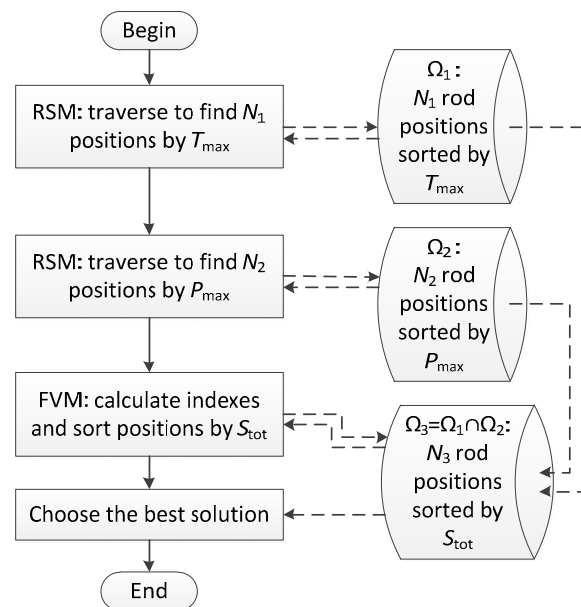 Begin
RSM: traverse to find N₁
positions by Tₘₐₓ
Ω₁:
N₁ rod
positions
sorted by
Tₘₐₓ
RSM: traverse to find N₂
positions by Pₘₐₓ
Ω₂:
N₂ rod
positions
sorted by
Pₘₐₓ
FVM: calculate indexes
and sort positions by Sₜₒₜ
Ω₃=Ω₁∩Ω₂:
N₃ rod
positions
sorted by
Sₜₒₜ
Choose the best solution
End